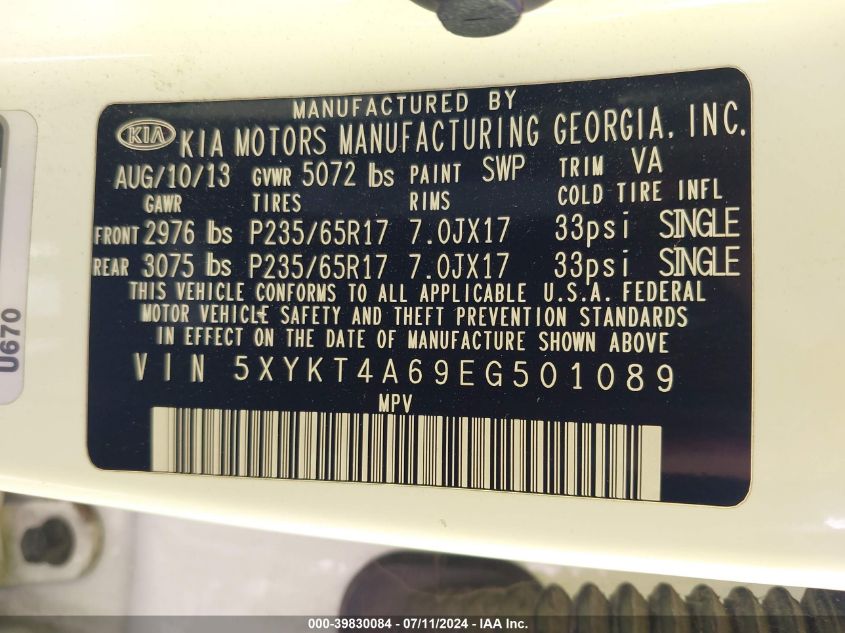 MANUFACTURED BY
KIA KIA MOTORS MANUFACTURING GEORGIA, INC.
AUG/10/13 GVWR 5072 lbs PAINT SWP TRIM VA
GAWR TIRES RIMS COLD TIRE INFL
FRONT 2976 lbs P235/65R17 7.0JX17 33psi SINGLE
REAR 3075 lbs P235/65R17 7.0JX17 33psi SINGLE
THIS VEHICLE CONFORMS TO ALL APPLICABLE U.S.A. FEDERAL
MOTOR VEHICLE SAFETY AND THEFT PREVENTION STANDARDS
IN EFFECT ON THE DATE OF MANUFACTURE SHOWN ABOVE.
VIN 5XYKT4A69EG501089
MPV
U670
000-39830084 - 07/11/2024 - IAA Inc.